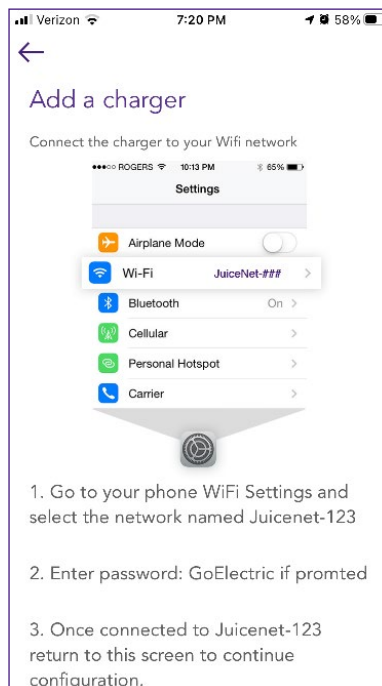 Verizon 7:20 PM 58%
Add a charger
Connect the charger to your Wifi network
ROGERS 10:13 PM 65%
Settings
Airplane Mode
Wi-Fi JuiceNet-###
Bluetooth On
Cellular
Personal Hotspot
Carrier
1. Go to your phone WiFi Settings and
select the network named Juicenet-123
2. Enter password: GoElectric if promted
3. Once connected to Juicenet-123
return to this screen to continue
configuration.